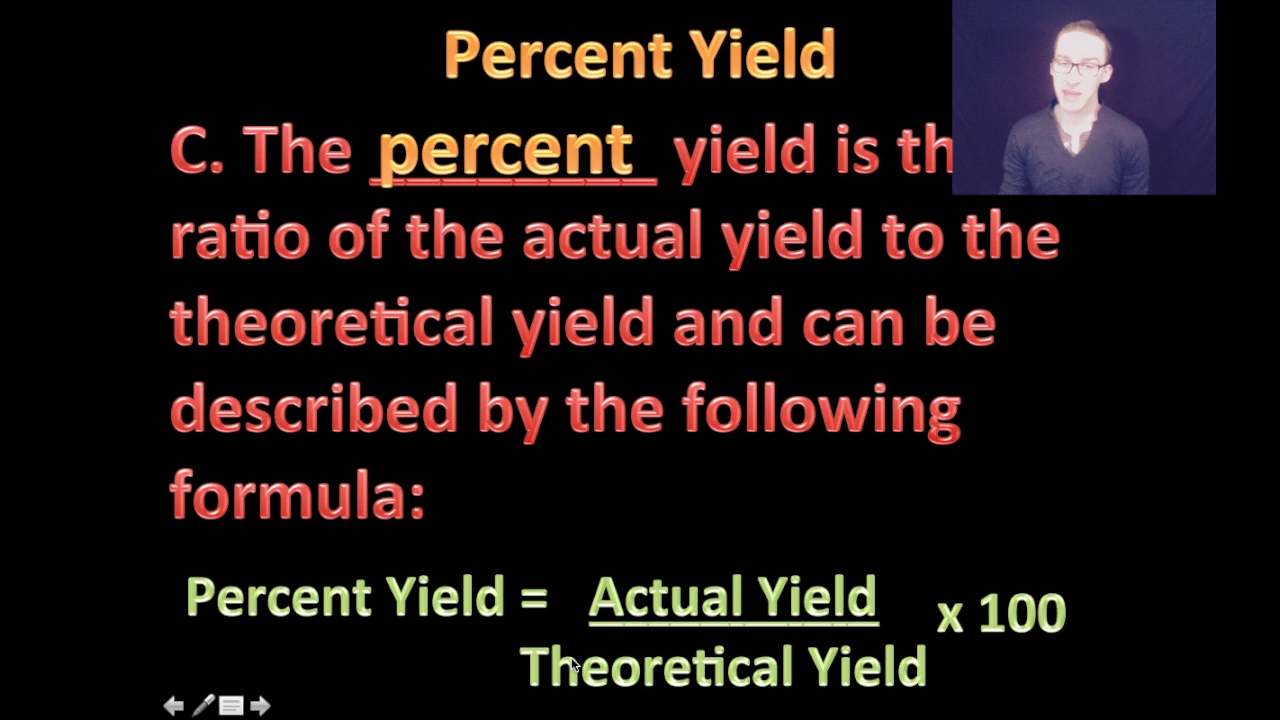 Percent Yield
C. The percent yield is th
ratio of the actual yield to the
theoretical yield and can be
described by the following
formula:
Percent Yield = Actual Yield x 100
Theoretical Yield